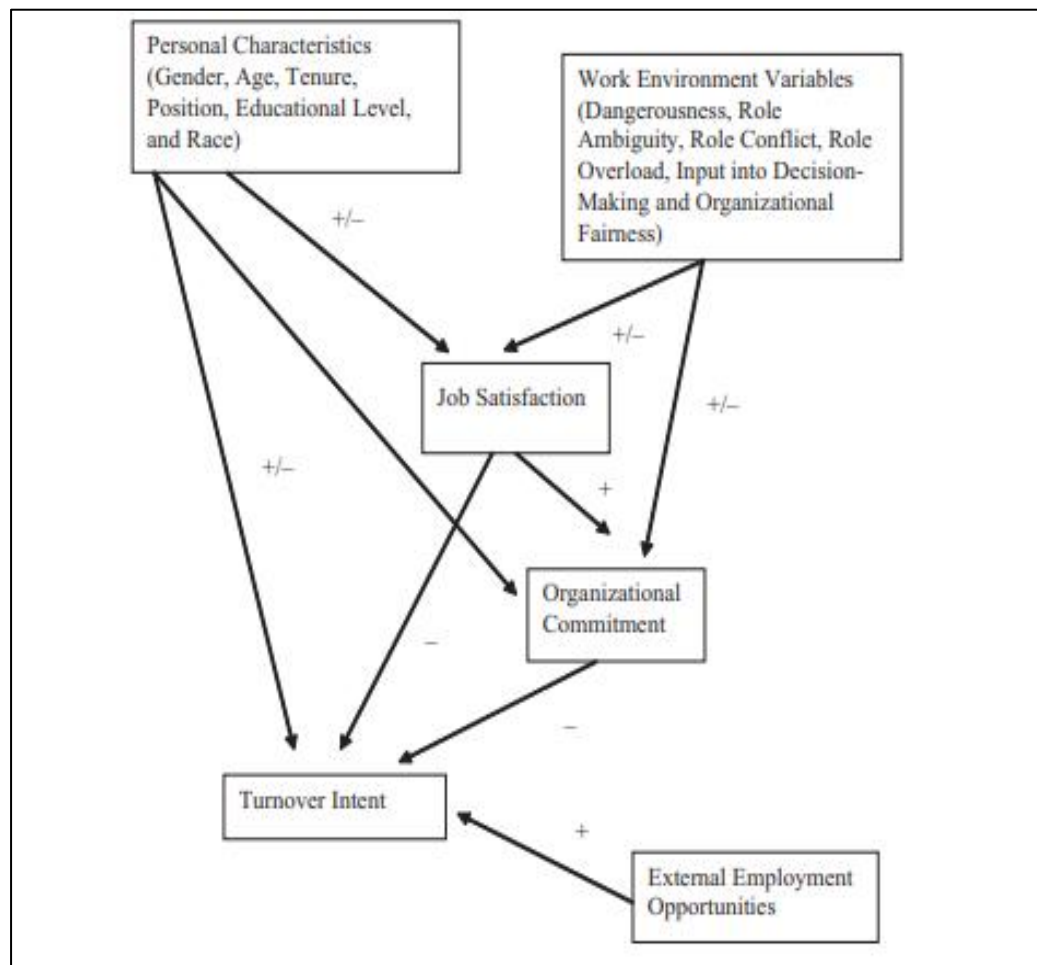 Personal Characteristics
(Gender, Age, Tenure,
Position, Educational Level,
and Race)
Work Environment Variables
(Dangerousness, Role
Ambiguity, Role Conflict, Role
Overload, Input into Decision-
Making and Organizational
Fairness)
+/–
+/–
Job Satisfaction
+/–
+/–
+
Organizational
Commitment
–
–
Turnover Intent
+
External Employment
Opportunities